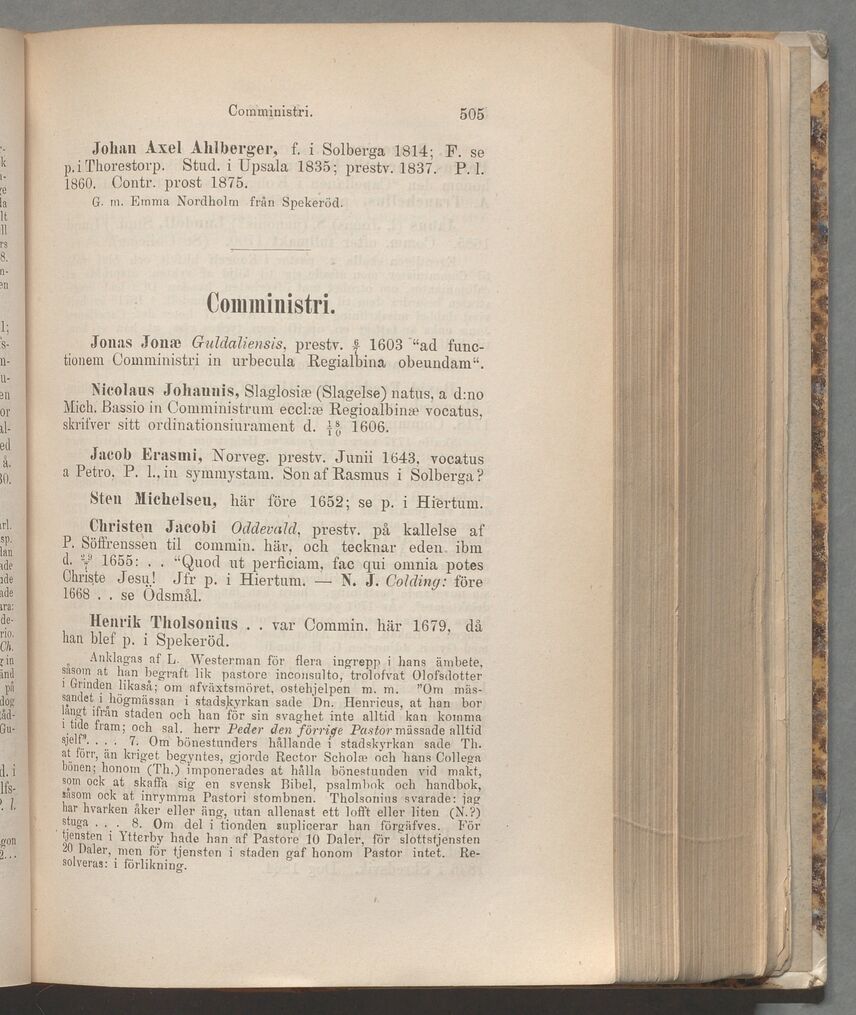 Comministri. 505
Johan Axel Ahlberger, f. i Solberga 1814; F. se
p. i Thorestorp. Stud. i Upsala 1835; prestv. 1837. P. l.
1860. Contr. prost 1875.
G. m. Emma Nordholm från Spekeröd.
Comministri.
Jonas Jonæ Guldaliensis, prestv. 1603 “ad func-
tionem Comministri in urbecula Regialbina obeundam“.
Nicolaus Johannis, Slaglosiæ (Slagelse) natus, a d:no
Mich. Bassio in Comministrum eccl:æ Regioalbinæ vocatus,
skrifver sitt ordinationsiurament d. 18/10 1606.
Jacob Erasmi, Norveg. prestv. Junii 1643, vocatus
a Petro, P. l., in symmystam. Son af Rasmus i Solberga?
Sten Michelsen, här före 1652; se p. i Hiertum.
Christen Jacobi Oddevald, prestv. på kallelse af
P. Söffrenssen til commin. här, och tecknar eden ibm
d. 1655: . . “Quod ut perficiam, fac qui omnia potes
Christe Jesu! Jfr p. i Hiertum. — N. J. Colding: före
1668 . . se Ödsmål.
Henrik Tholsonius . . var Commin. här 1679, då
han blef p. i Spekeröd.
Anklagas af L. Westerman för flera ingrepp i hans ämbete,
såsom at han begraft lik pastore inconsulto, trolofvat Olofsdotter
i Grinden likaså; om afväxtsmöret, ostehjelpen m. m. ”Om mäs-
sandet i högmässan i stadskyrkan sade Dn. Henricus, at han bor
långt ifrån staden och han för sin svaghet inte alltid kan komma
i tide fram; och sal. herr Peder den förrige Pastor mässade alltid
sjelf”. . . . 7. Om bönestunders hållande i stadskyrkan sade Th.
at förr, än kriget begyntes, gjorde Rector Scholæ och hans Collega
bönen; honom (Th.) imponerades at hålla bönestunden vid makt,
som ock at skaffa sig en svensk Bibel, psalmbok och handbok,
såsom ock at inrymma Pastori stombnen. Tholsonius svarade: jag
har hvarken åker eller äng, utan allenast ett lofft eller liten (N.?)
stuga . . . 8. Om del i tionden suplicerar han förgäfves. För
tjensten i Ytterby hade han af Pastore 10 Daler, för slottstjensten
20 Daler, men för tjensten i staden gaf honom Pastor intet. Re-
solveras: i förlikning.